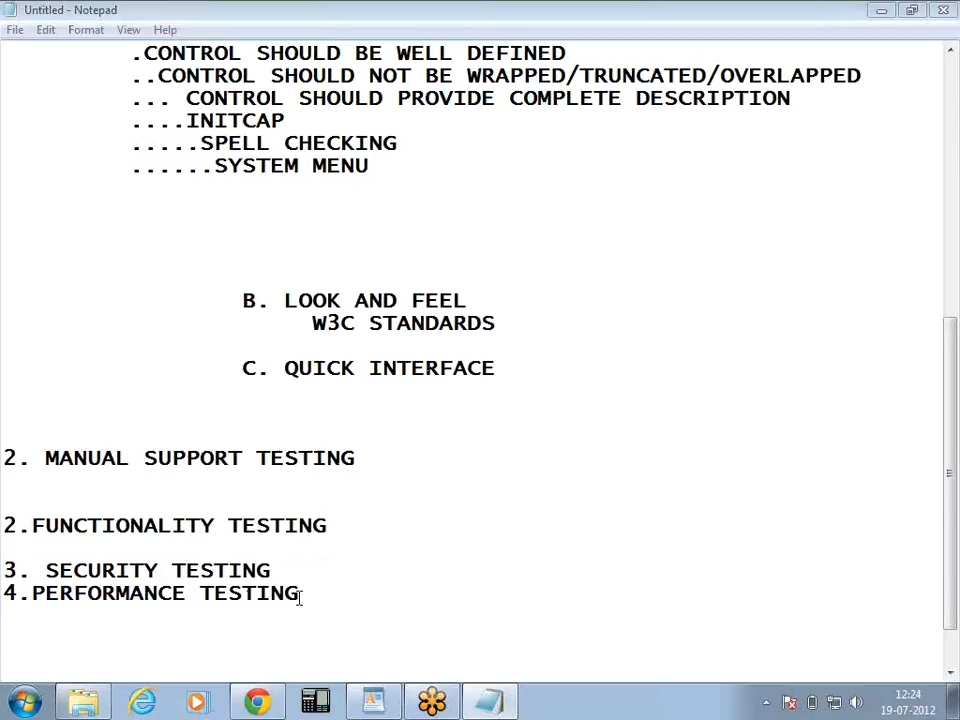 Untitled - Notepad
File Edit Format View Help
.CONTROL SHOULD BE WELL DEFINED
..CONTROL SHOULD NOT BE WRAPPED/TRUNCATED/OVERLAPPED
... CONTROL SHOULD PROVIDE COMPLETE DESCRIPTION
....INITCAP
.....SPELL CHECKING
......SYSTEM MENU
B. LOOK AND FEEL
W3C STANDARDS
C. QUICK INTERFACE
2. MANUAL SUPPORT TESTING
2.FUNCTIONALITY TESTING
3. SECURITY TESTING
4.PERFORMANCE TESTING
12:24
19-07-2012